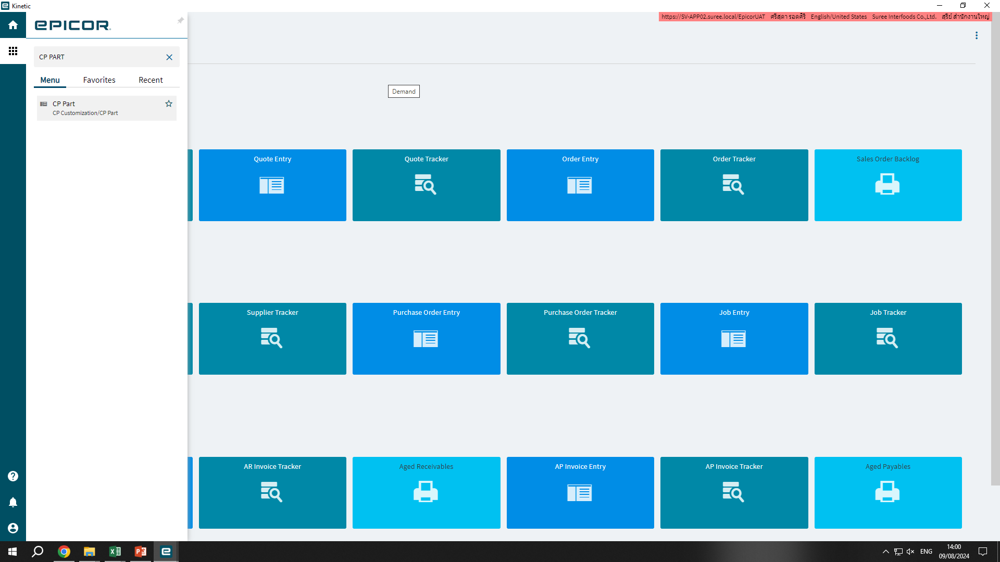 Kinetic
https://SV-APP02.suree.local/EpicorUAT ศรีสุดา รอดศิริ English/United States Suree Interfoods Co.,Ltd. สุรีย์ สำนักงานใหญ่
EPICOR
CP PART
Menu Favorites Recent
Demand
CP Part
CP Customization/CP Part
Quote Entry
Quote Tracker
Order Entry
Order Tracker
Sales Order Backlog
Supplier Tracker
Purchase Order Entry
Purchase Order Tracker
Job Entry
Job Tracker
AR Invoice Tracker
Aged Receivables
AP Invoice Entry
AP Invoice Tracker
Aged Payables
ENG
14:00
09/08/2024